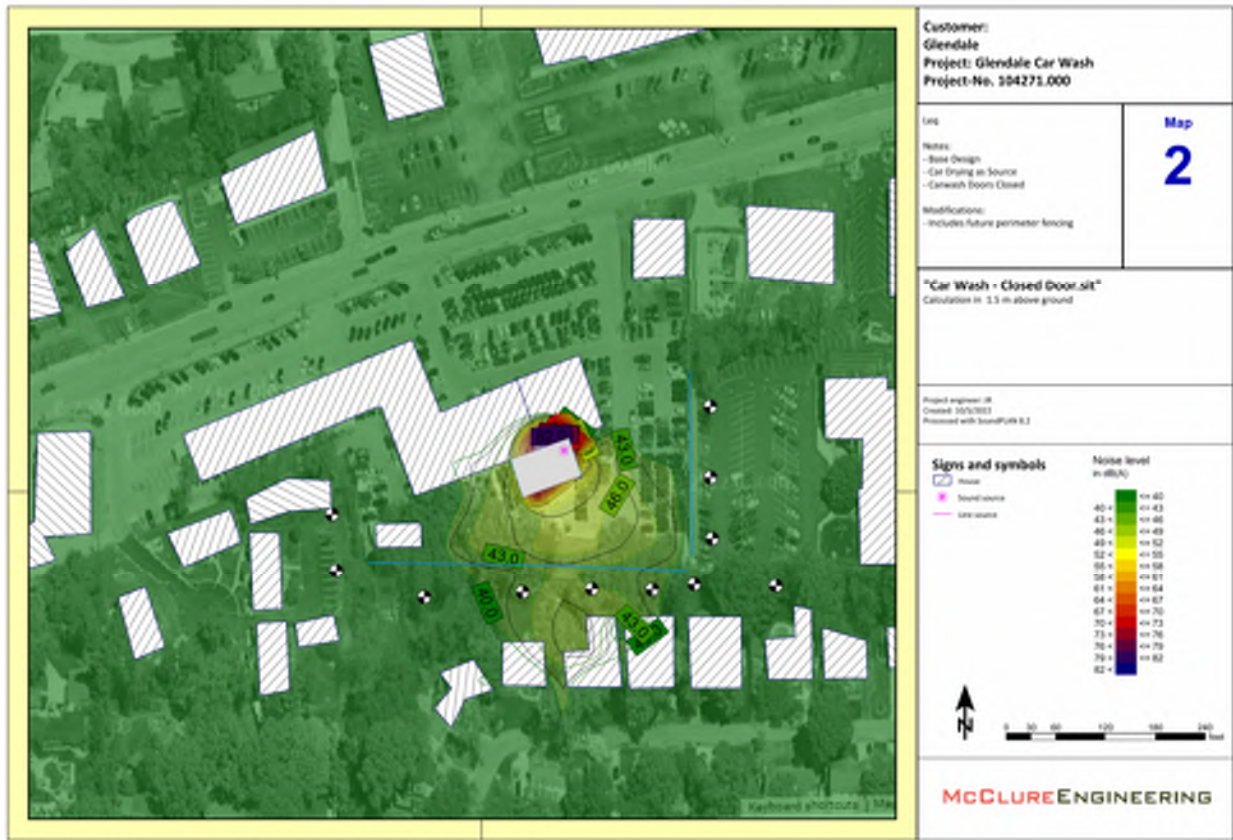 Customer:
Glendale
Project: Glendale Car Wash
Project-No. 104271.000
Leq
Notes:
- Base Design
- Car Drying as Source
- Carwash Doors Closed
Modifications:
- Includes future perimeter fencing
Map
2
"Car Wash - Closed Door.sit"
Calculation in 1.5 m above ground
Project engineer: JR
Created: 10/5/2022
Processed with SoundPLAN 8.2
Signs and symbols
House
Sound source
Line source
Noise level
in dB(A)
<= 40
40 < <= 43
43 < <= 46
46 < <= 49
49 < <= 52
52 < <= 55
55 < <= 58
58 < <= 61
61 < <= 64
64 < <= 67
67 < <= 70
70 < <= 73
73 < <= 76
76 < <= 79
79 < <= 82
82 <
N
0 30 60 120 180 240
feet
McCLUREENGINEERING
43.0
46.0
43.0
40.0
43.0
Keyboard shortcuts